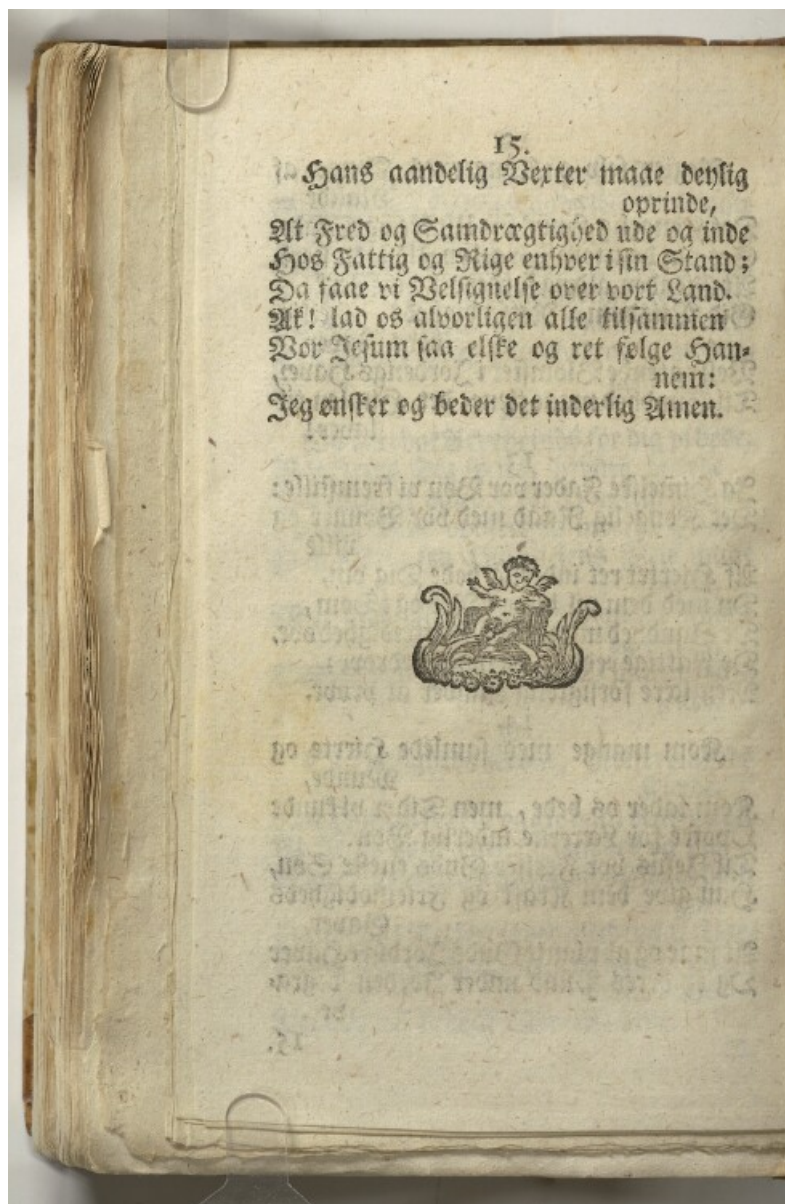 15.
Hans aandelig Vexter maae deylig
oprinde,
At Fred og Samdrægtighed ude og inde
Hos Fattig og Rige enhver i sin Stand;
Da faae vi Velsignelse over vort Land.
Ak! lad os alvorligen alle tilsammen
Vor Jesum saa elske og ret følge Han-
nem:
Jeg ønsker og beder det inderlig Amen.